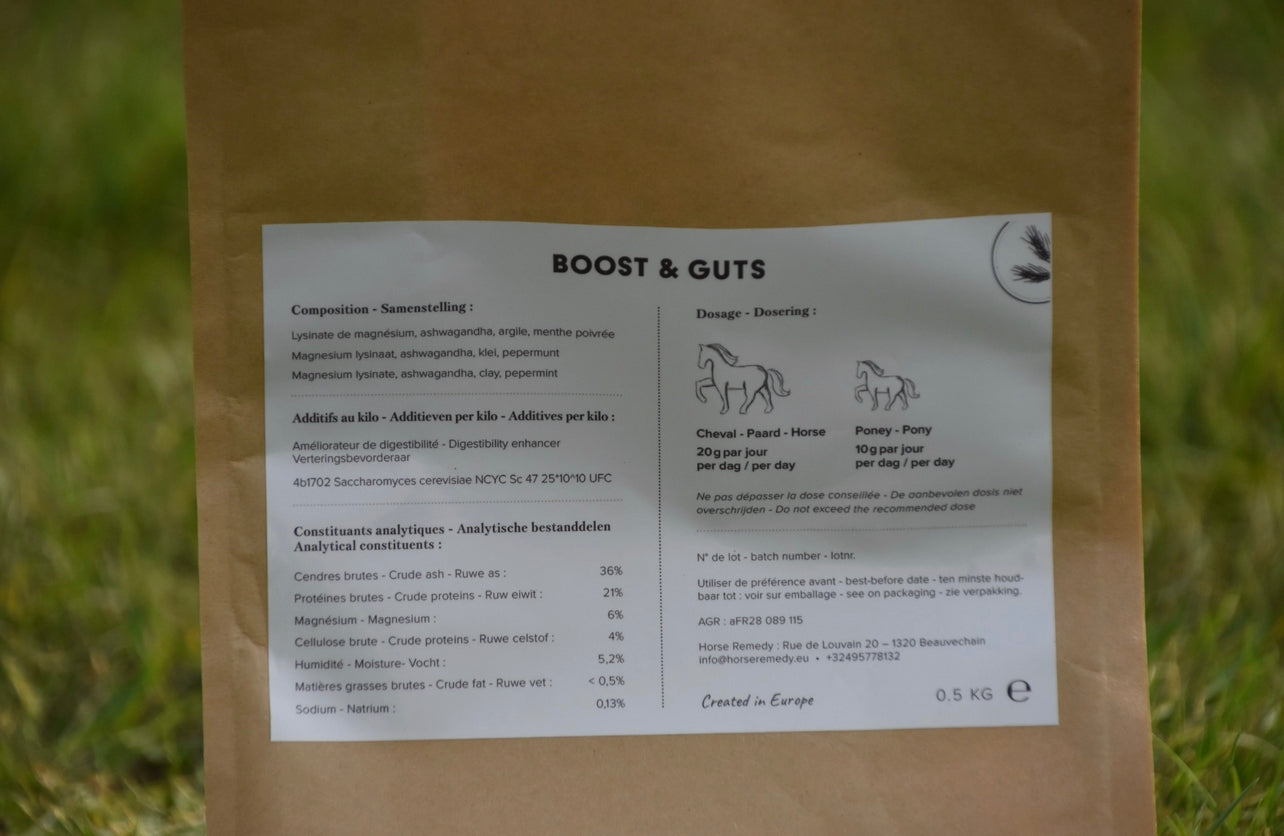 BOOST & GUTS
Composition - Samenstelling :
Lysinate de magnésium, ashwagandha, argile, menthe poivrée
Magnesium lysinaat, ashwagandha, klei, pepermunt
Magnesium lysinate, ashwagandha, clay, pepermint
Additifs au kilo - Additieven per kilo - Additives per kilo :
Améliorateur de digestibilité - Digestibility enhancer
Verteringsbevorderaar
4b1702 Saccharomyces cerevisiae NCYC Sc 47 25*10^10 UFC
Constituants analytiques - Analytische bestanddelen
Analytical constituents :
Cendres brutes - Crude ash - Ruwe as : 36%
Protéines brutes - Crude proteins - Ruw eiwit : 21%
Magnésium - Magnesium : 6%
Cellulose brute - Crude proteins - Ruwe celstof : 4%
Humidité - Moisture- Vocht : 5,2%
Matières grasses brutes - Crude fat - Ruwe vet : < 0,5%
Sodium - Natrium : 0,13%
Dosage - Dosering :
Cheval - Paard - Horse
20g par jour
per dag / per day
Poney - Pony
10g par jour
per dag / per day
Ne pas dépasser la dose conseillée - De aanbevolen dosis niet
overschrijden - Do not exceed the recommended dose
N° de lot - batch number - lotnr.
Utiliser de préférence avant - best-before date - ten minste houd-
baar tot : voir sur emballage - see on packaging - zie verpakking.
AGR : aFR28 089 115
Horse Remedy : Rue de Louvain 20 – 1320 Beauvechain
info@horseremedy.eu • +32495778132
Created in Europe
0.5 KG ℮